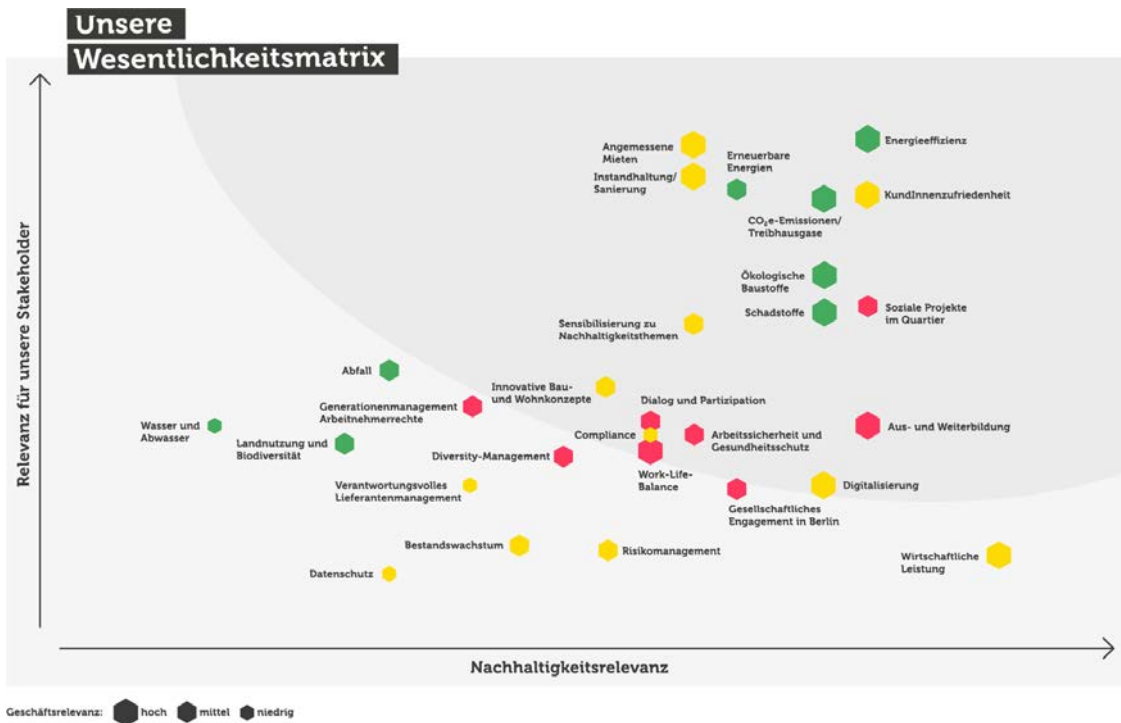 Unsere
Wesentlichkeitsmatrix
Relevanz für unsere Stakeholder
Angemessene
Mieten
Erneuerbare
Energien
Energieeffizienz
Instandhaltung/
Sanierung
KundInnenzufriedenheit
CO₂e-Emissionen/
Treibhausgase
Ökologische
Baustoffe
Schadstoffe
Soziale Projekte
im Quartier
Sensibilisierung zu
Nachhaltigkeitsthemen
Abfall
Innovative Bau-
und Wohnkonzepte
Generationenmanagement
Arbeitnehmerrechte
Dialog und Partizipation
Wasser und
Abwasser
Landnutzung und
Biodiversität
Compliance
Arbeitssicherheit und
Gesundheitsschutz
Aus- und Weiterbildung
Diversity-Management
Work-Life-
Balance
Verantwortungsvolles
Lieferantenmanagement
Digitalisierung
Gesellschaftliches
Engagement in Berlin
Bestandswachstum
Risikomanagement
Wirtschaftliche
Leistung
Datenschutz
Nachhaltigkeitsrelevanz
Geschäftsrelevanz: hoch mittel niedrig